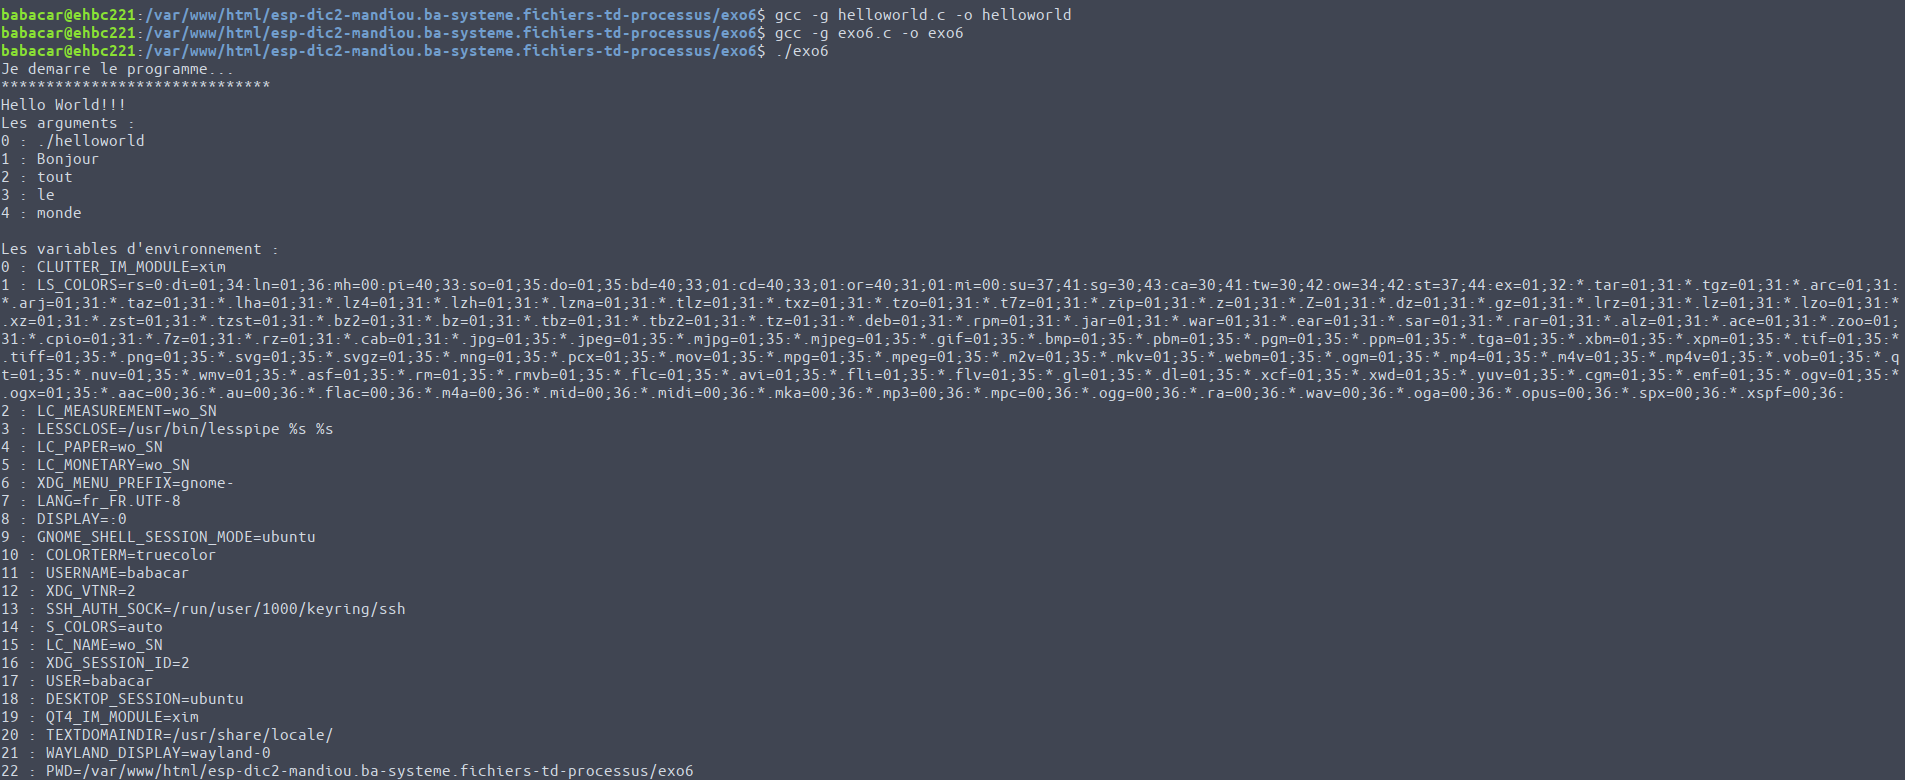 babacar@ehbc221:/var/www/html/esp-dic2-mandiou.ba-systeme.fichiers-td-processus/exo6$ gcc -g helloworld.c -o helloworld
babacar@ehbc221:/var/www/html/esp-dic2-mandiou.ba-systeme.fichiers-td-processus/exo6$ gcc -g exo6.c -o exo6
babacar@ehbc221:/var/www/html/esp-dic2-mandiou.ba-systeme.fichiers-td-processus/exo6$ ./exo6
Je demarre le programme...
******************************
Hello World!!!
Les arguments :
0 : ./helloworld
1 : Bonjour
2 : tout
3 : le
4 : monde
Les variables d'environnement :
0 : CLUTTER_IM_MODULE=xim
1 : LS_COLORS=rs=0:di=01;34:ln=01;36:mh=00:pi=40;33:so=01;35:do=01;35:bd=40;33;01:cd=40;33;01:or=40;31;01:mi=00:su=37;41:sg=30;43:ca=30;41:tw=30;42:ow=34;42:st=37;44:ex=01;32:*.tar=01;31:*.tgz=01;31:*.arc=01;31:
*.arj=01;31:*.taz=01;31:*.lha=01;31:*.lz4=01;31:*.lzh=01;31:*.lzma=01;31:*.tlz=01;31:*.txz=01;31:*.tzo=01;31:*.t7z=01;31:*.zip=01;31:*.z=01;31:*.Z=01;31:*.dz=01;31:*.gz=01;31:*.lrz=01;31:*.lz=01;31:*.lzo=01;31:*
.xz=01;31:*.zst=01;31:*.tzst=01;31:*.bz2=01;31:*.bz=01;31:*.tbz=01;31:*.tbz2=01;31:*.tz=01;31:*.deb=01;31:*.rpm=01;31:*.jar=01;31:*.war=01;31:*.ear=01;31:*.sar=01;31:*.rar=01;31:*.alz=01;31:*.ace=01;31:*.zoo=01;
31:*.cpio=01;31:*.7z=01;31:*.rz=01;31:*.cab=01;31:*.jpg=01;35:*.jpeg=01;35:*.mjpg=01;35:*.mjpeg=01;35:*.gif=01;35:*.bmp=01;35:*.pbm=01;35:*.pgm=01;35:*.ppm=01;35:*.tga=01;35:*.xbm=01;35:*.xpm=01;35:*.tif=01;35:*
.tiff=01;35:*.png=01;35:*.svg=01;35:*.svgz=01;35:*.mng=01;35:*.pcx=01;35:*.mov=01;35:*.mpg=01;35:*.mpeg=01;35:*.m2v=01;35:*.mkv=01;35:*.webm=01;35:*.ogm=01;35:*.mp4=01;35:*.m4v=01;35:*.mp4v=01;35:*.vob=01;35:*.q
t=01;35:*.nuv=01;35:*.wmv=01;35:*.asf=01;35:*.rm=01;35:*.rmvb=01;35:*.flc=01;35:*.avi=01;35:*.fli=01;35:*.flv=01;35:*.gl=01;35:*.dl=01;35:*.xcf=01;35:*.xwd=01;35:*.yuv=01;35:*.cgm=01;35:*.emf=01;35:*.ogv=01;35:*
.ogx=01;35:*.aac=00;36:*.au=00;36:*.flac=00;36:*.m4a=00;36:*.mid=00;36:*.midi=00;36:*.mka=00;36:*.mp3=00;36:*.mpc=00;36:*.ogg=00;36:*.ra=00;36:*.wav=00;36:*.oga=00;36:*.opus=00;36:*.spx=00;36:*.xspf=00;36:
2 : LC_MEASUREMENT=wo_SN
3 : LESSCLOSE=/usr/bin/lesspipe %s %s
4 : LC_PAPER=wo_SN
5 : LC_MONETARY=wo_SN
6 : XDG_MENU_PREFIX=gnome-
7 : LANG=fr_FR.UTF-8
8 : DISPLAY=:0
9 : GNOME_SHELL_SESSION_MODE=ubuntu
10 : COLORTERM=truecolor
11 : USERNAME=babacar
12 : XDG_VTNR=2
13 : SSH_AUTH_SOCK=/run/user/1000/keyring/ssh
14 : S_COLORS=auto
15 : LC_NAME=wo_SN
16 : XDG_SESSION_ID=2
17 : USER=babacar
18 : DESKTOP_SESSION=ubuntu
19 : QT4_IM_MODULE=xim
20 : TEXTDOMAINDIR=/usr/share/locale/
21 : WAYLAND_DISPLAY=wayland-0
22 : PWD=/var/www/html/esp-dic2-mandiou.ba-systeme.fichiers-td-processus/exo6